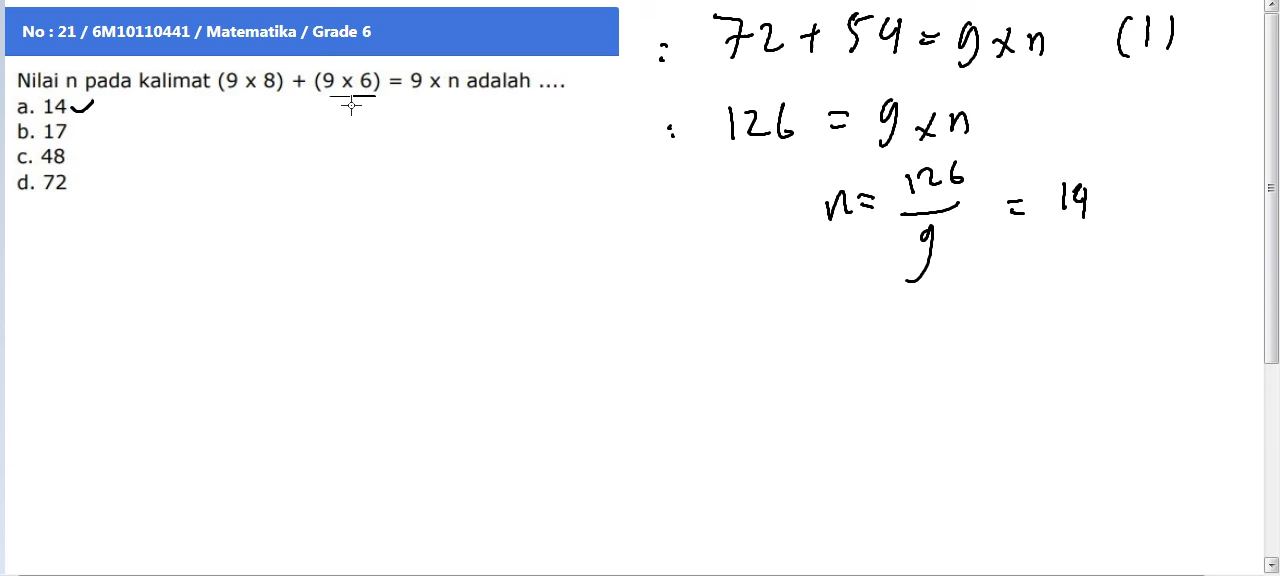 No : 21 / 6M10110441 / Matematika / Grade 6
Nilai n pada kalimat (9 x 8) + (9 x 6) = 9 x n adalah ....
a. 14 ✓
b. 17
c. 48
d. 72
: 72 + 54 = 9 x n (1)
: 126 = 9 x n
n = 126/9 = 14